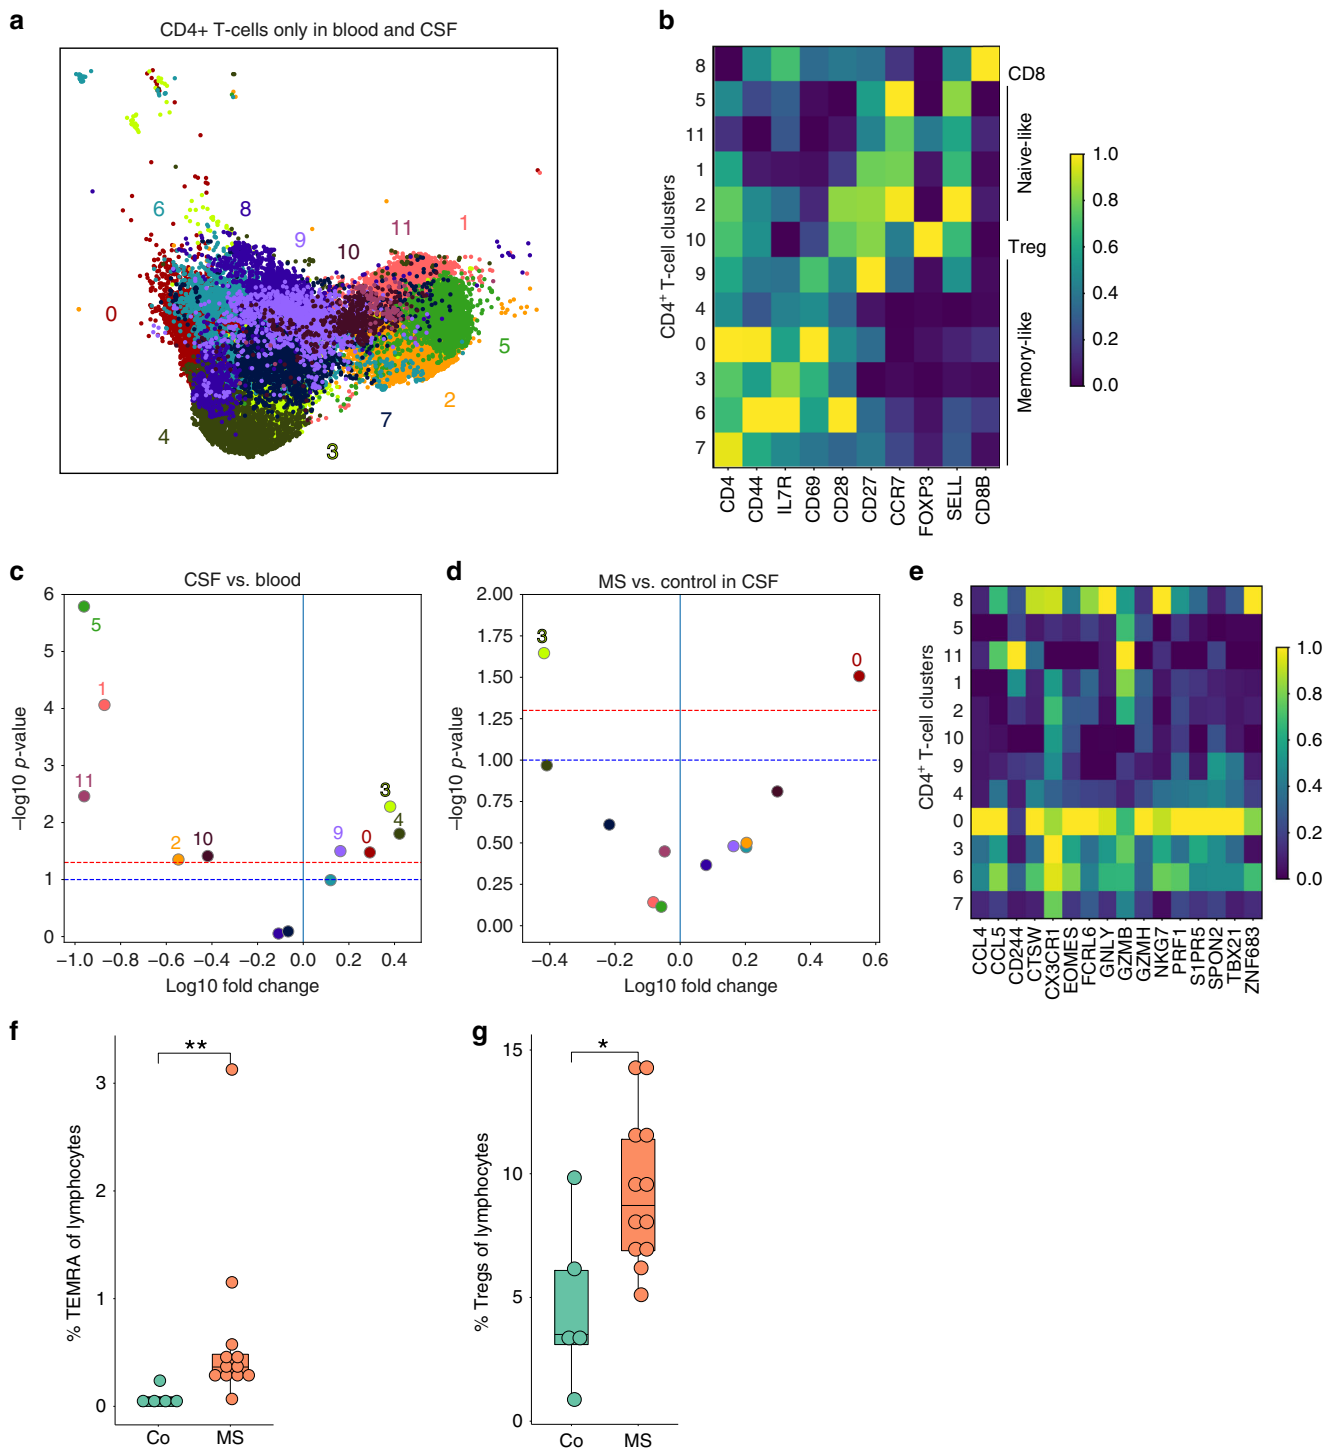 a
CD4+ T-cells only in blood and CSF
6
8
9
10
11
1
0
5
2
7
4
3
b
CD4⁺ T-cell clusters
8
5
11
1
2
10
9
4
0
3
6
7
CD4
CD44
IL7R
CD69
CD28
CD27
CCR7
FOXP3
SELL
CD8B
CD8
Naive-like
Treg
Memory-like
1.0
0.8
0.6
0.4
0.2
0.0
c
CSF vs. blood
–log10 p-value
6
5
4
3
2
1
0
5
1
11
2
10
9
0
3
4
−1.0
−0.8
−0.6
−0.4
−0.2
0.0
0.2
0.4
Log10 fold change
d
MS vs. control in CSF
–log10 p-value
2.00
1.75
1.50
1.25
1.00
0.75
0.50
0.25
0.00
3
0
−0.4
−0.2
0.0
0.2
0.4
0.6
Log10 fold change
e
CD4⁺ T-cell clusters
8
5
11
1
2
10
9
4
0
3
6
7
CCL4
CCL5
CD244
CTSW
CX3CR1
EOMES
FCRL6
GNLY
GZMB
GZMH
NKG7
PRF1
S1PR5
SPON2
TBX21
ZNF683
1.0
0.8
0.6
0.4
0.2
0.0
f
% TEMRA of lymphocytes
3
2
1
0
**
Co
MS
g
% Tregs of lymphocytes
15
10
5
0
*
Co
MS